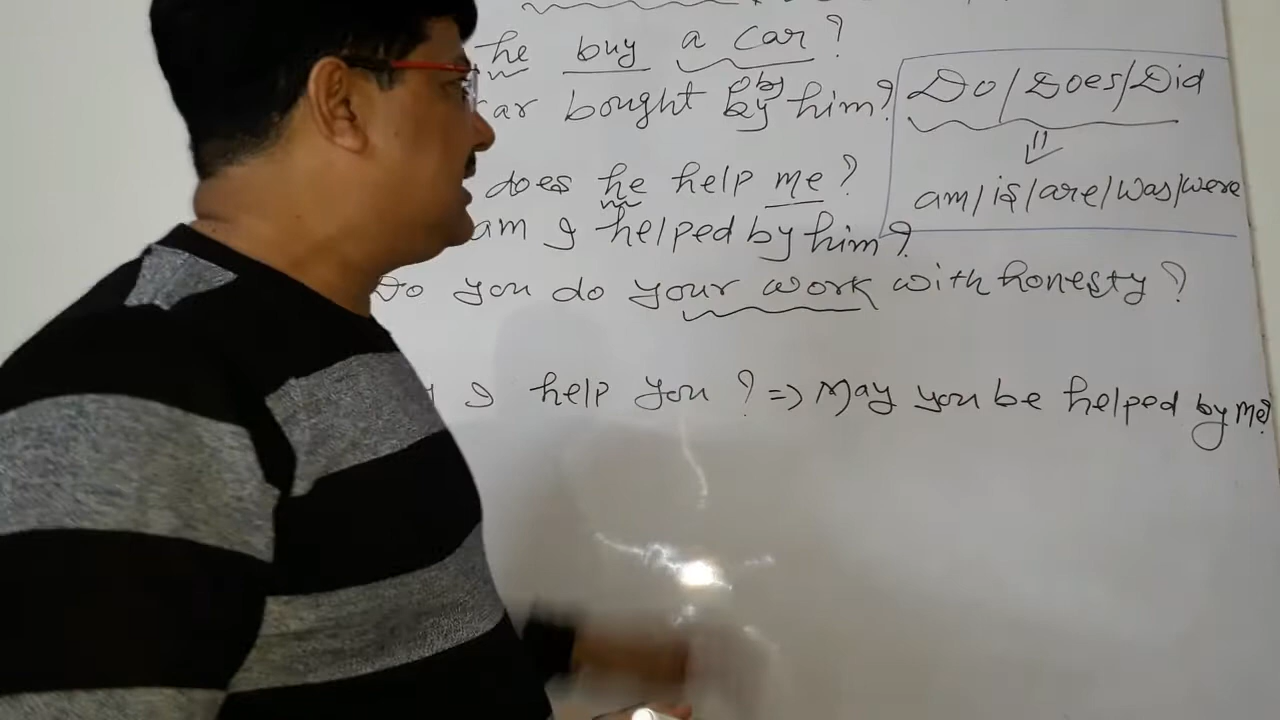 he buy a car?
ar bought by him?
obj
does he help me?
am I helped by him?
Do you do your work with honesty?
I help you? => May you be helped by me?
Do/Does/Did
am/is/are/was/were